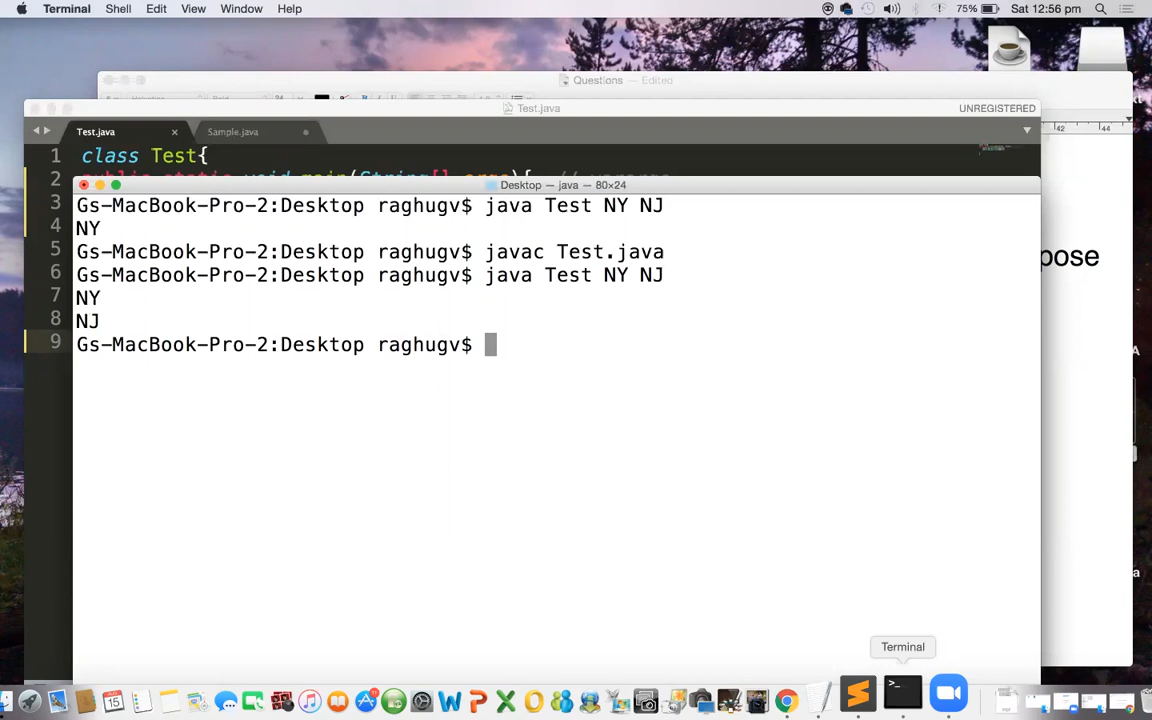 Terminal Shell Edit View Window Help 75% Sat 12:56 pm
Questions — Edited
Test.java UNREGISTERED
Test.java Sample.java
42 44
1 class Test{
2
Desktop — java — 80×24
3 Gs-MacBook-Pro-2:Desktop raghugv$ java Test NY NJ
4 NY
5 Gs-MacBook-Pro-2:Desktop raghugv$ javac Test.java
pose
6 Gs-MacBook-Pro-2:Desktop raghugv$ java Test NY NJ
7 NY
8 NJ
9 Gs-MacBook-Pro-2:Desktop raghugv$
Terminal